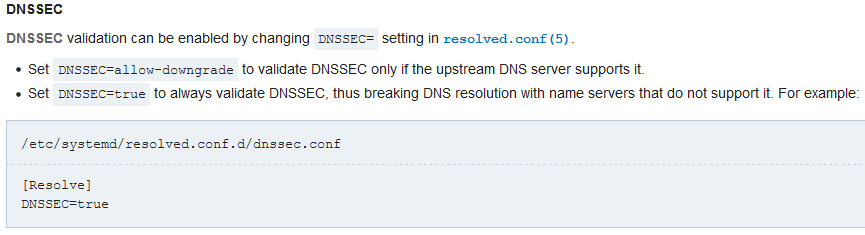 DNSSEC
DNSSEC validation can be enabled by changing DNSSEC= setting in resolved.conf(5).
• Set DNSSEC=allow-downgrade to validate DNSSEC only if the upstream DNS server supports it.
• Set DNSSEC=true to always validate DNSSEC, thus breaking DNS resolution with name servers that do not support it. For example:
/etc/systemd/resolved.conf.d/dnssec.conf
[Resolve]
DNSSEC=true